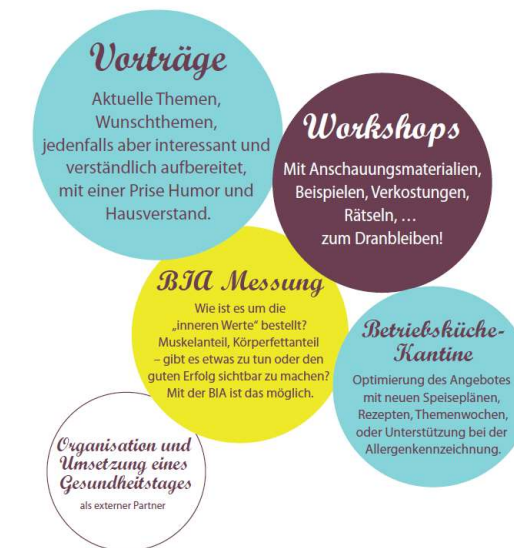 Vorträge
Aktuelle Themen,
Wunschthemen,
jedenfalls aber interessant und
verständlich aufbereitet,
mit einer Prise Humor und
Hausverstand.
Workshops
Mit Anschauungsmaterialien,
Beispielen, Verkostungen,
Rätseln, …
zum Dranbleiben!
BIA Messung
Wie ist es um die
„inneren Werte“ bestellt?
Muskelanteil, Körperfettanteil
– gibt es etwas zu tun oder den
guten Erfolg sichtbar zu machen?
Mit der BIA ist das möglich.
Betriebsküche-
Kantine
Optimierung des Angebotes
mit neuen Speiseplänen,
Rezepten, Themenwochen,
oder Unterstützung bei der
Allergenkennzeichnung.
Organisation und
Umsetzung eines
Gesundheitstages
als externer Partner